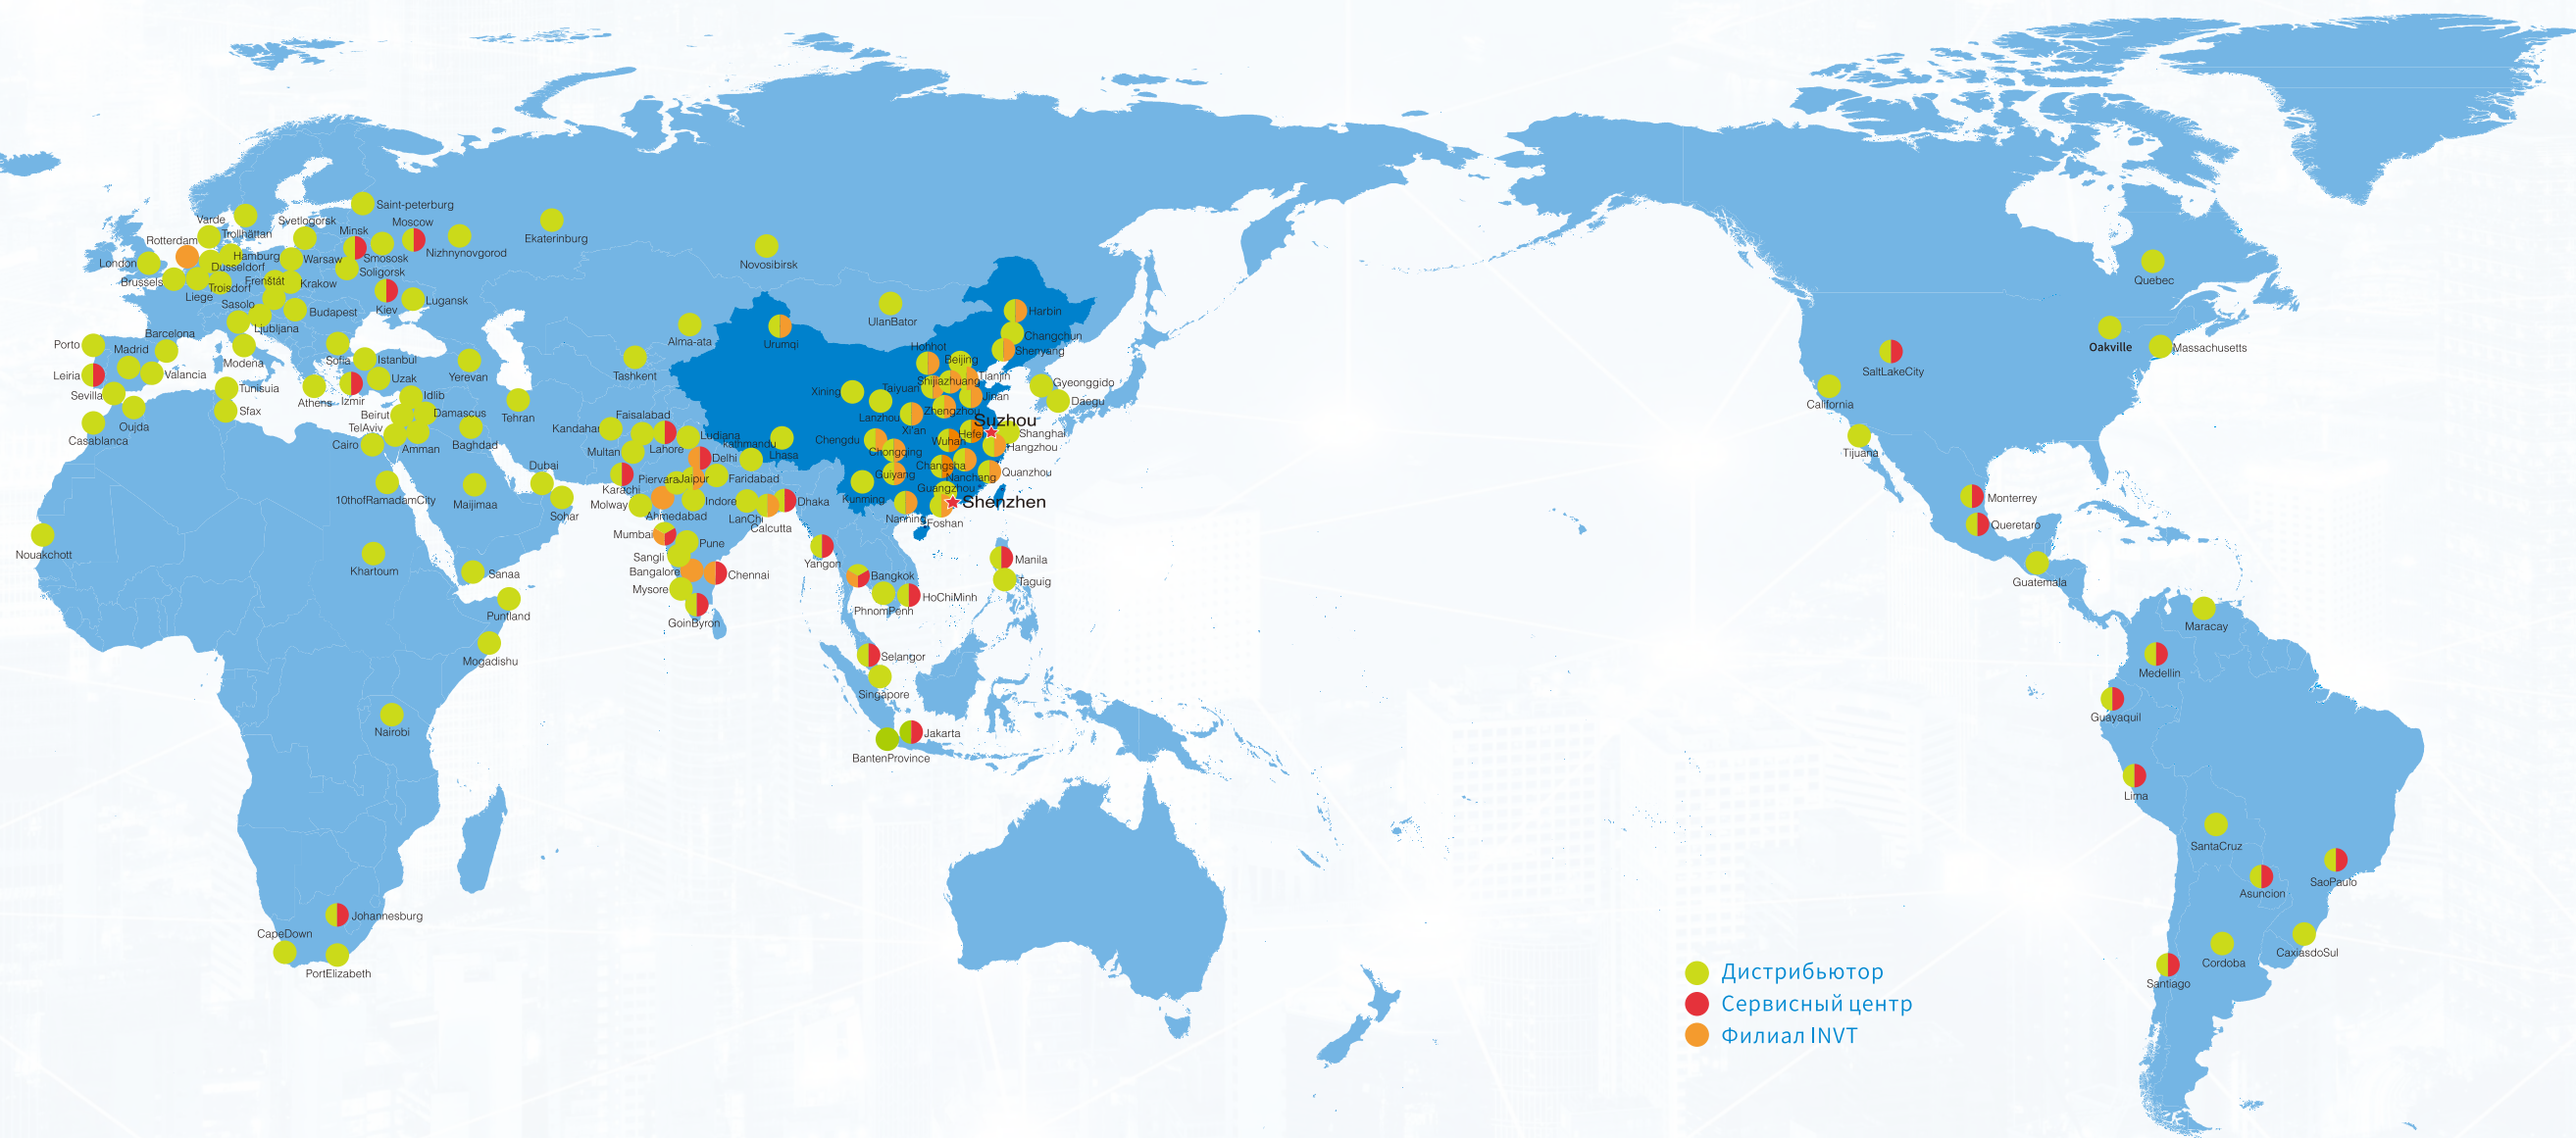 Saint-peterburg
Varde
Svetlogorsk
Moscow
Trollhättan
Minsk
Rotterdam
Ekaterinburg
Nizhnynovgorod
Hamburg
Warsaw
Smososk
London
Dusseldorf
Soligorsk
Novosibirsk
Brussels
Frenštát
Krakow
Troisdorf
Liege
Quebec
Sasolo
Lugansk
Kiev
Budapest
UlanBator
Harbin
Ljubljana
Barcelona
Changchun
Porto
Alma-ata
Urumqi
Hohhot
Madrid
Shenyang
Oakville
Massachusetts
Modena
Sofia
Istanbul
Beijing
SaltLakeCity
Leiria
Valancia
Yerevan
Tashkent
Tianjin
Uzak
Shijiazhuang
Gyeonggido
Tunisuia
Taiyuan
Xining
Sevilla
Idlib
Jinan
Athens
Izmir
Daegu
California
Sfax
Damascus
Zhengzhou
Beirut
Faisalabad
Tehran
Lanzhou
Suzhou
Oujda
TelAviv
Kandahar
Xi'an
Hefei
Shanghai
Casablanca
Ludiana
Chengdu
Wuhan
Cairo
Amman
Baghdad
kathmandu
Hangzhou
Multan
Lahore
Chongqing
Tijuana
Delhi
Lhasa
Dubai
Changsha
Quanzhou
Guiyang
Nanchang
Piervara
Jaipur
Faridabad
Karachi
Guangzhou
10thofRamadamCity
Kunming
Monterrey
Maijimaa
Molway
Indore
Dhaka
Shenzhen
Sohar
Ahmedabad
LanChi
Nanning
Foshan
Calcutta
Queretaro
Mumbai
Pune
Nouakchott
Sangli
Manila
Yangon
Khartoum
Sanaa
Bangalore
Chennai
Bangkok
Taguig
Guatemala
Mysore
HoChiMinh
PhnomPenh
Puntland
GoinByron
Maracay
Selangor
Mogadishu
Medellin
Singapore
Guayaquil
Nairobi
Jakarta
BantenProvince
Lima
SantaCruz
SaoPaulo
Asuncion
Johannesburg
CapeDown
CaxiasdoSul
Cordoba
PortElizabeth
Santiago
Дистрибьютор
Сервисный центр
Филиал INVT